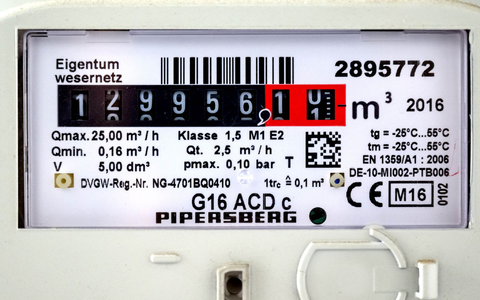 Eigentum
wesernetz
2895772
1 2 9 9 5 6 1 0
m³ 2016
Qmax. 25,00 m³/h Klasse 1,5 M1 E2
Qmin. 0,16 m³/h Qt. 2,5 m³/h
V 5,00 dm³ pmax. 0,10 bar T
tg = -25°C...55°C
tm = -25°C...55°C
EN 1359/A1 : 2006
DE-10-MI002-PTB006
DVGW-Reg.-Nr. NG-4701BQ0410 1trc ≙ 0,1 m³
CE M16 0102
G16 ACD c
PIPERSBERG